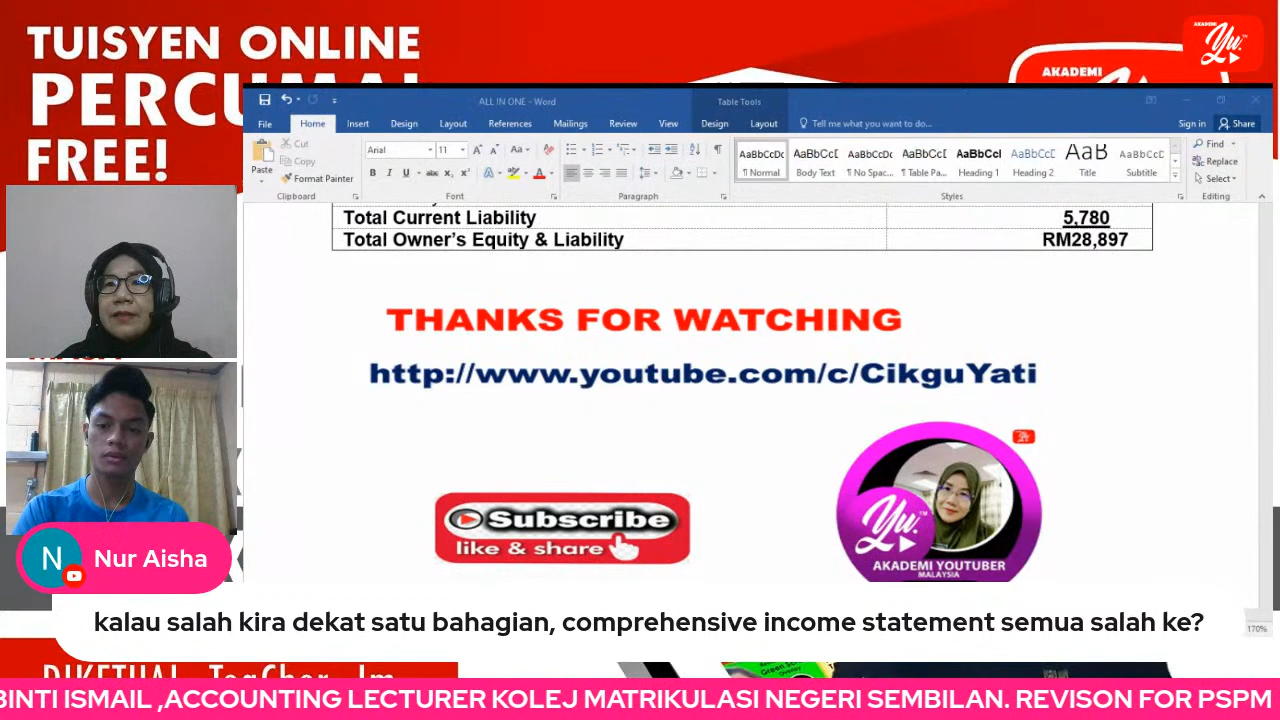 TUISYEN ONLINE
FREE!
AKADEMI
Yu.
AKADEMI
ALL IN ONE - Word
Table Tools
File
Home
Insert
Design
Layout
References
Mailings
Review
View
Design
Layout
Tell me what you want to do...
Sign in
Share
Paste
Cut
Copy
Format Painter
Clipboard
Arial
11
Font
Paragraph
AaBbCcDc
¶ Normal
AaBbCcI
Body Text
AaBbCcDc
¶ No Spac...
AaBbCcI
¶ Table Pa...
AaBbCcI
Heading 1
AaBbCcI
Heading 2
AaB
Title
AaBbCcD
Subtitle
Styles
Find
Replace
Select
Editing
Total Current Liability 5,780
Total Owner’s Equity & Liability RM28,897
THANKS FOR WATCHING
http://www.youtube.com/c/CikguYati
Subscribe
like & share
Yu.
AKADEMI YOUTUBER
MALAYSIA
N
Nur Aisha
kalau salah kira dekat satu bahagian, comprehensive income statement semua salah ke?
170%
BINTI ISMAIL ,ACCOUNTING LECTURER KOLEJ MATRIKULASI NEGERI SEMBILAN. REVISON FOR PSPM